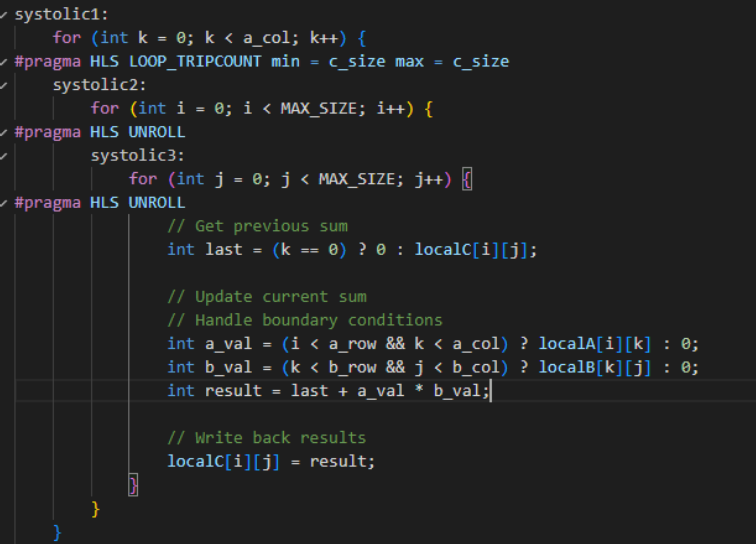 systolic1:
for (int k = 0; k < a_col; k++) {
#pragma HLS LOOP_TRIPCOUNT min = c_size max = c_size
systolic2:
for (int i = 0; i < MAX_SIZE; i++) {
#pragma HLS UNROLL
systolic3:
for (int j = 0; j < MAX_SIZE; j++) {
#pragma HLS UNROLL
// Get previous sum
int last = (k == 0) ? 0 : localC[i][j];
// Update current sum
// Handle boundary conditions
int a_val = (i < a_row && k < a_col) ? localA[i][k] : 0;
int b_val = (k < b_row && j < b_col) ? localB[k][j] : 0;
int result = last + a_val * b_val;
// Write back results
localC[i][j] = result;
}
}
}